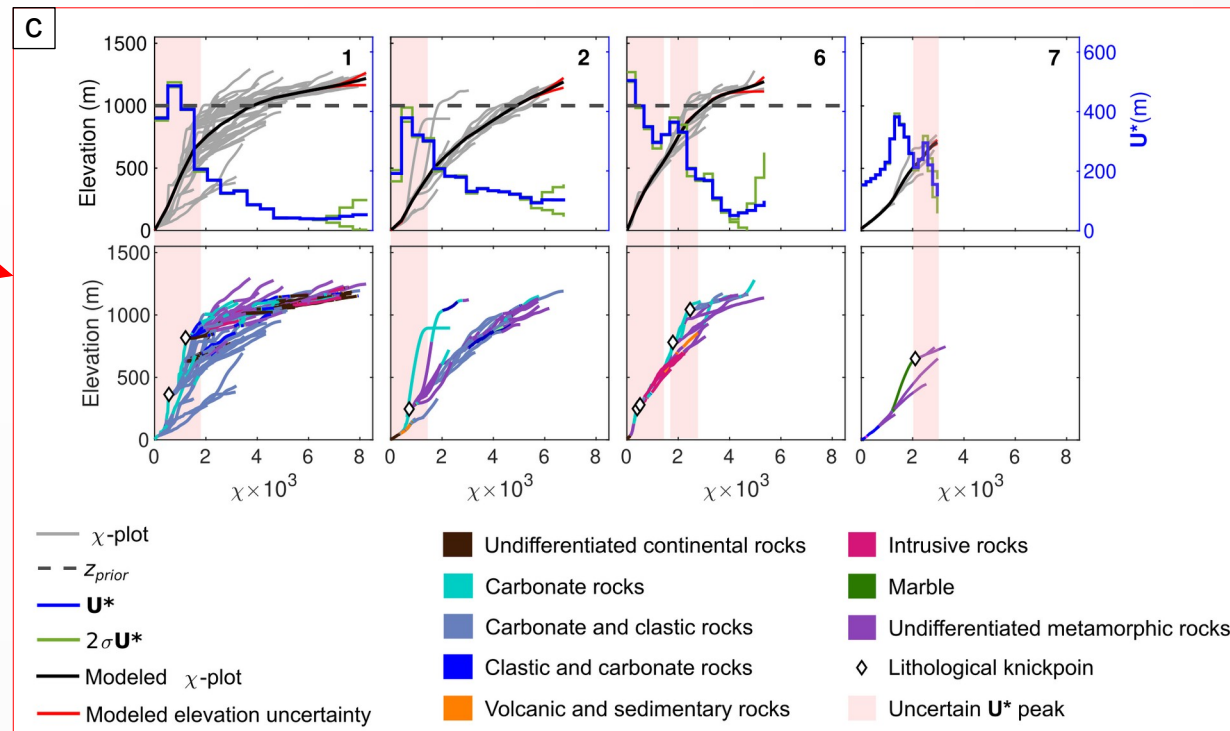 C
1500
1000
500
0
Elevation (m)
1
2
6
7
600
400
200
0
U*(m)
1500
1000
500
0
Elevation (m)
0 2 4 6 8
0 2 4 6 8
0 2 4 6 8
0 2 4 6 8
χ×10³
χ×10³
χ×10³
χ×10³
χ-plot
z_prior
U*
2σU*
Modeled χ-plot
Modeled elevation uncertainty
Undifferentiated continental rocks
Carbonate rocks
Carbonate and clastic rocks
Clastic and carbonate rocks
Volcanic and sedimentary rocks
Intrusive rocks
Marble
Undifferentiated metamorphic rocks
Lithological knickpoin
Uncertain U* peak